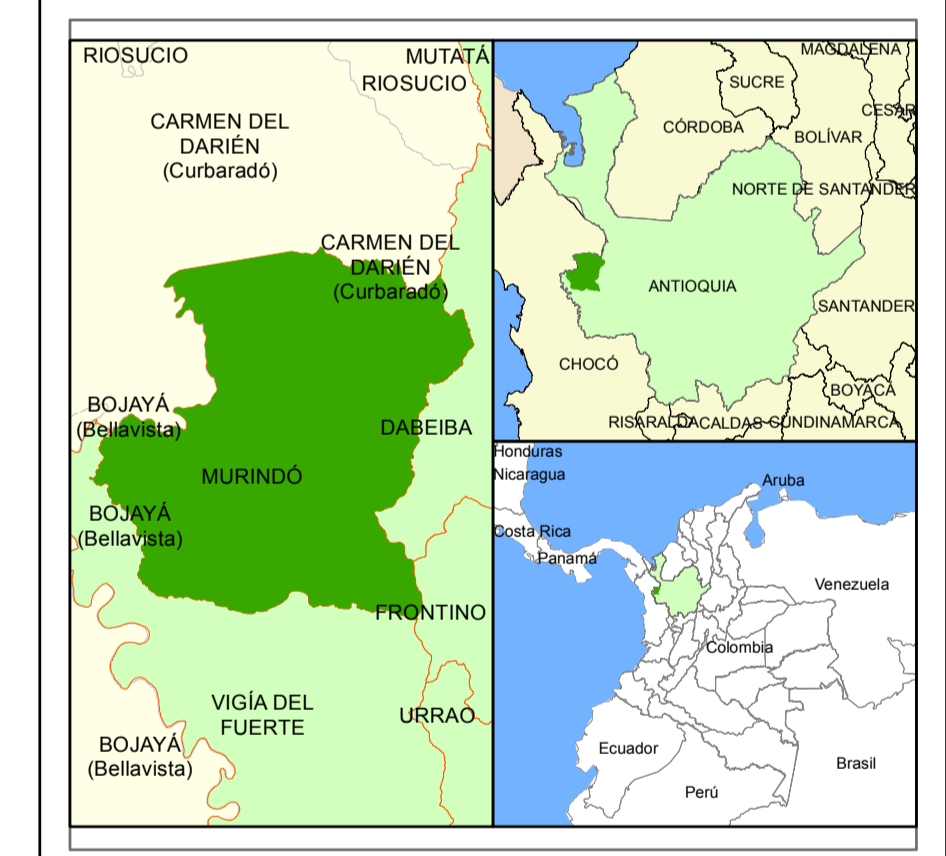 RIOSUCIO
MUTATÁ
RIOSUCIO
CARMEN DEL
DARIÉN
(Curbaradó)
CARMEN DEL
DARIÉN
(Curbaradó)
BOJAYÁ
(Bellavista)
DABEIBA
MURINDÓ
BOJAYÁ
(Bellavista)
FRONTINO
VIGÍA DEL
FUERTE
URRAO
BOJAYÁ
(Bellavista)
MAGDALENA
SUCRE
CESAR
CÓRDOBA
BOLÍVAR
NORTE DE SANTANDER
ANTIOQUIA
SANTANDER
CHOCÓ
BOYACÁ
RISARALDA
CALDAS
CUNDINAMARCA
Honduras
Nicaragua
Aruba
Costa Rica
Panamá
Venezuela
Colombia
Ecuador
Brasil
Perú